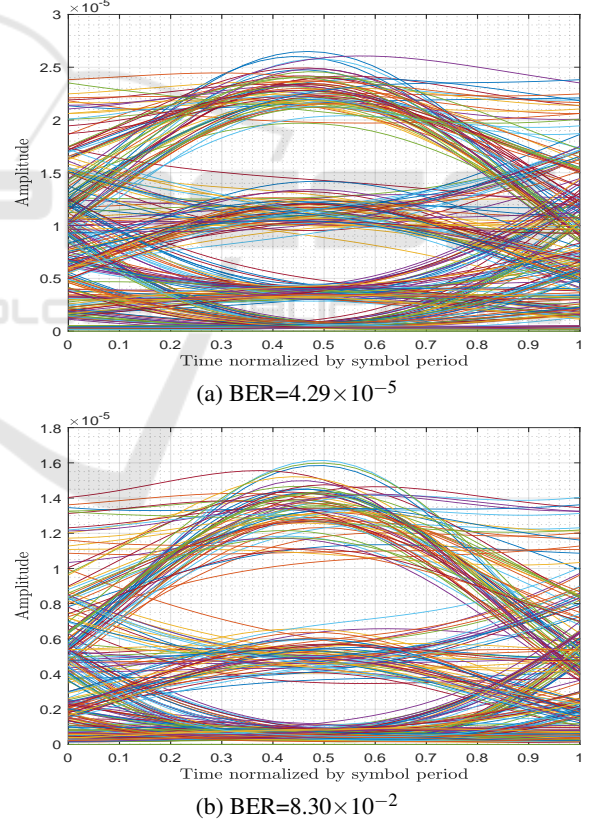 ×10⁻⁵
3
2.5
2
1.5
1
0.5
0
Amplitude
0 0.1 0.2 0.3 0.4 0.5 0.6 0.7 0.8 0.9 1
Time normalized by symbol period
(a) BER=4.29×10⁻⁵
×10⁻⁵
1.8
1.6
1.4
1.2
1
0.8
0.6
0.4
0.2
0
Amplitude
0 0.1 0.2 0.3 0.4 0.5 0.6 0.7 0.8 0.9 1
Time normalized by symbol period
(b) BER=8.30×10⁻²